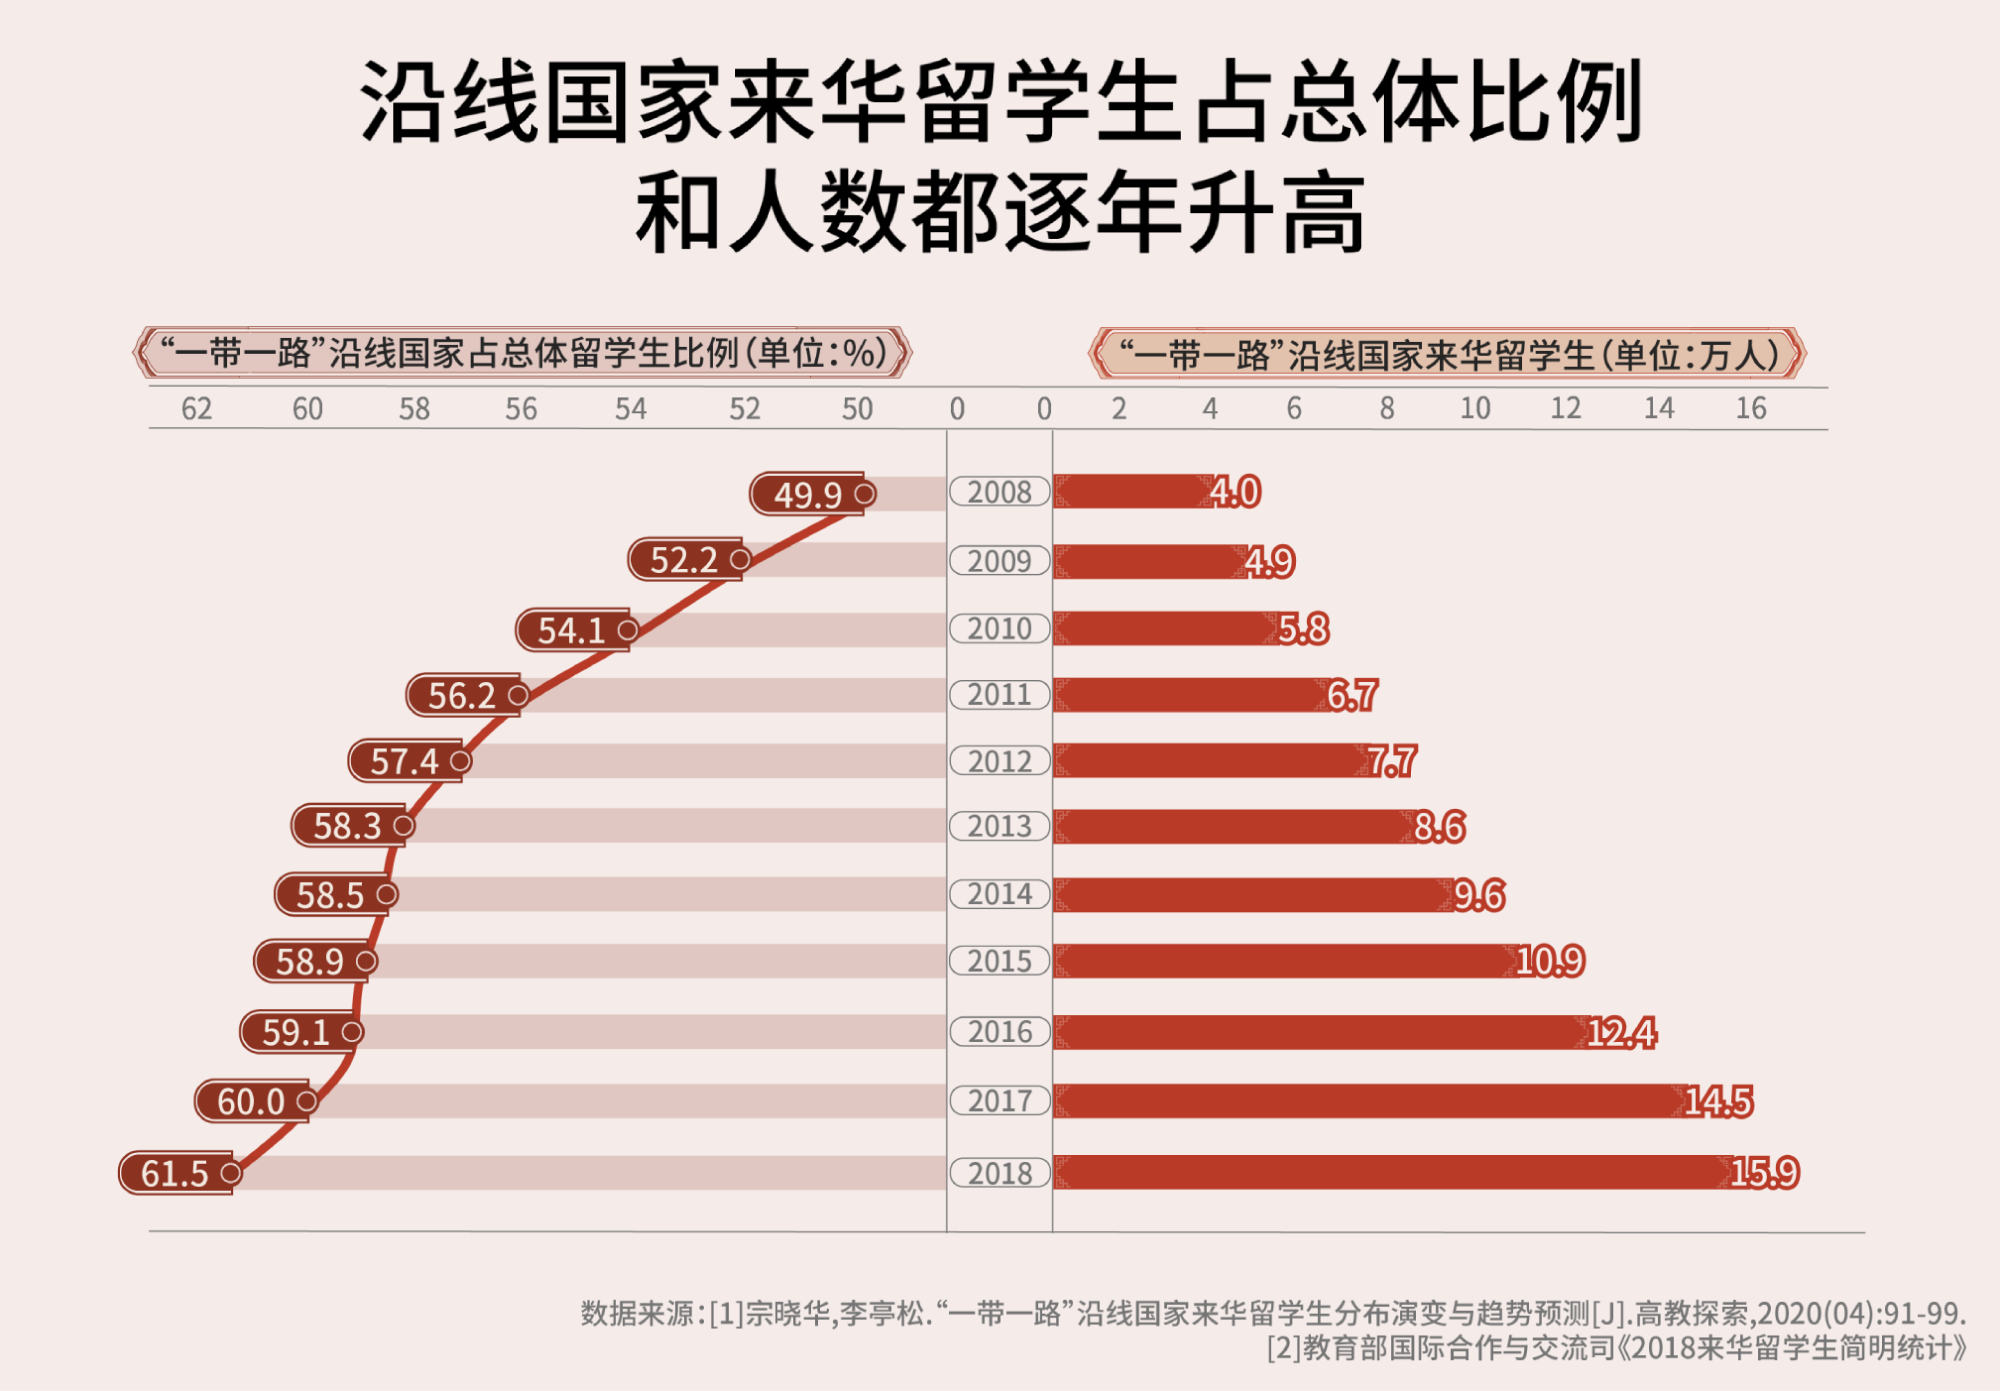 沿线国家来华留学生占总体比例
和人数都逐年升高
“一带一路”沿线国家占总体留学生比例(单位:%)
“一带一路”沿线国家来华留学生(单位:万人)
62 60 58 56 54 52 50 0 0 2 4 6 8 10 12 14 16
49.9 2008 4.0
52.2 2009 4.9
54.1 2010 5.8
56.2 2011 6.7
57.4 2012 7.7
58.3 2013 8.6
58.5 2014 9.6
58.9 2015 10.9
59.1 2016 12.4
60.0 2017 14.5
61.5 2018 15.9
数据来源:[1]宗晓华,李亭松.“一带一路”沿线国家来华留学生分布演变与趋势预测[J].高教探索,2020(04):91-99.
[2]教育部国际合作与交流司《2018来华留学生简明统计》